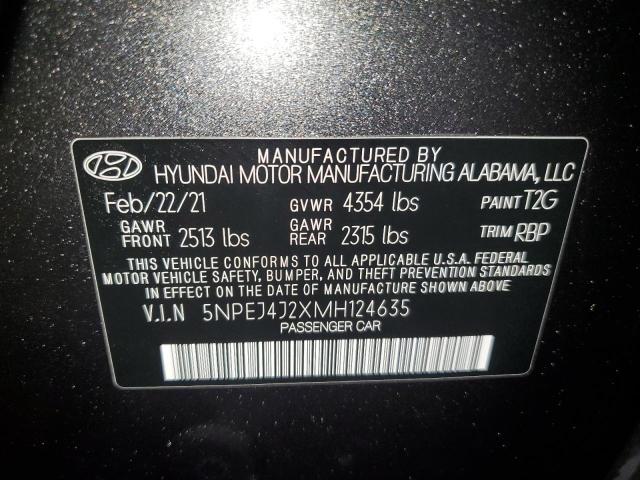 MANUFACTURED BY
HYUNDAI MOTOR MANUFACTURING ALABAMA, LLC
Feb/22/21 GVWR 4354 lbs PAINT T2G
GAWR FRONT 2513 lbs GAWR REAR 2315 lbs TRIM RBP
THIS VEHICLE CONFORMS TO ALL APPLICABLE U.S.A. FEDERAL
MOTOR VEHICLE SAFETY, BUMPER, AND THEFT PREVENTION STANDARDS
IN EFFECT ON THE DATE OF MANUFACTURE SHOWN ABOVE
V.I.N 5NPEJ4J2XMH124635
PASSENGER CAR